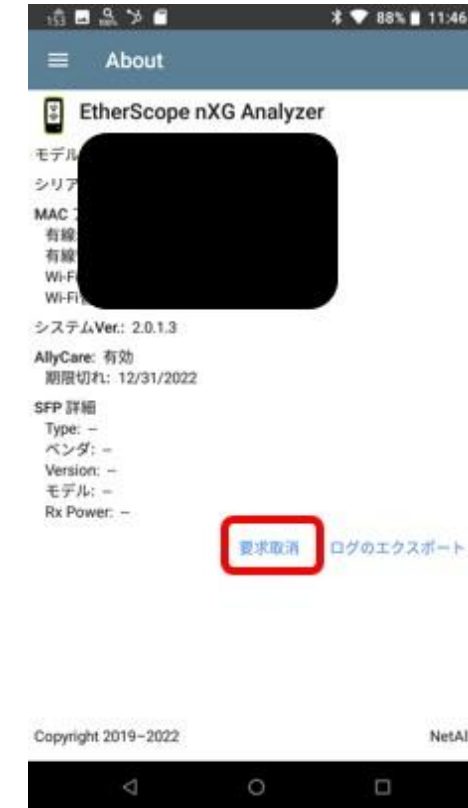 153 88% 11:46
About
EtherScope nXG Analyzer
モデル
シリア
MAC
有線
有線
Wi-Fi
Wi-Fi
システムVer.: 2.0.1.3
AllyCare: 有効
期限切れ: 12/31/2022
SFP 詳細
Type: –
ベンダ: –
Version: –
モデル: –
Rx Power: –
要求取消 ログのエクスポート
Copyright 2019–2022 NetAl